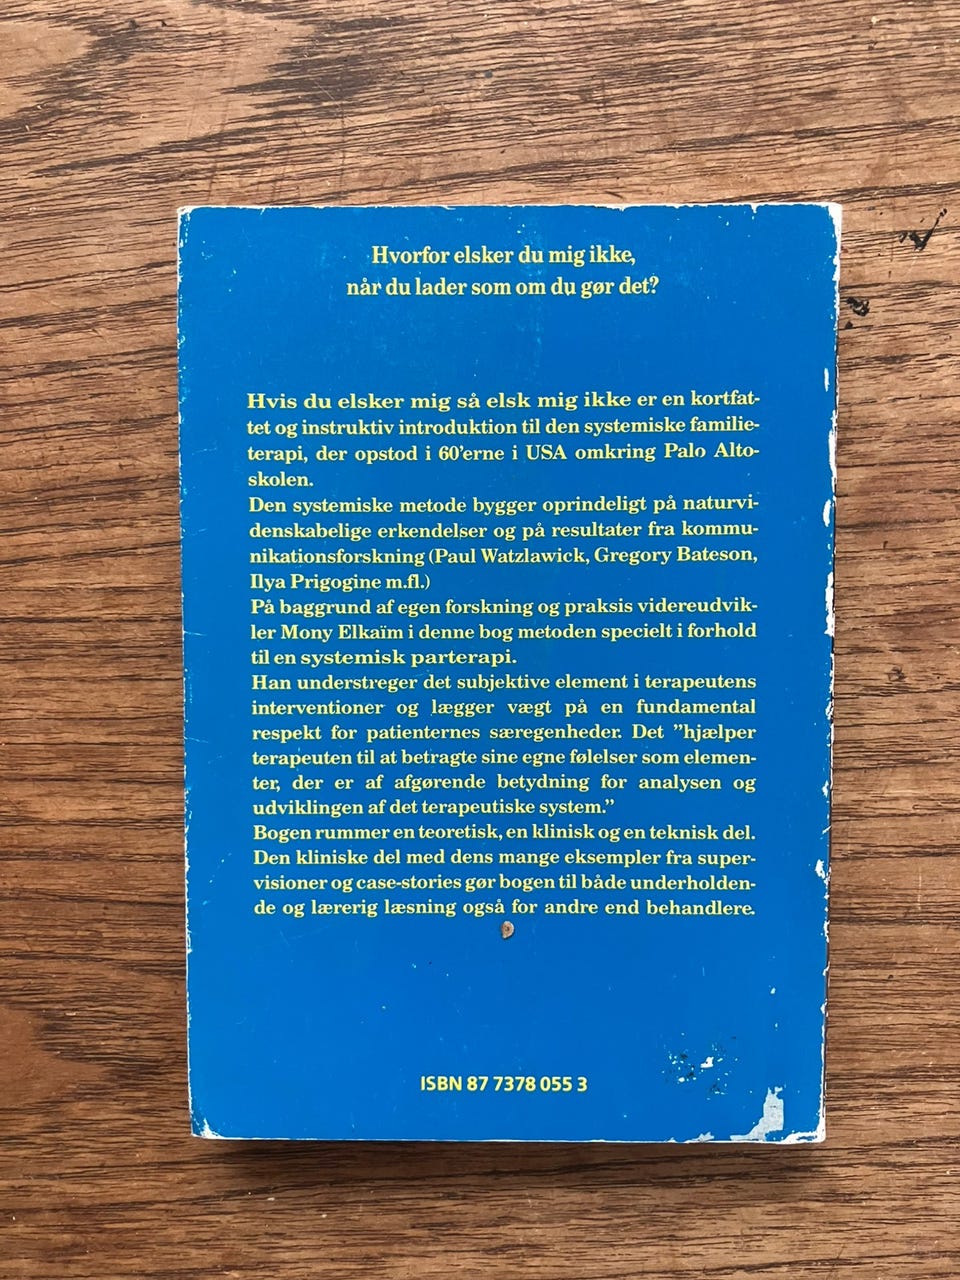 Hvorfor elsker du mig ikke,
når du lader som om du gør det?
Hvis du elsker mig så elsk mig ikke er en kortfat-
tet og instruktiv introduktion til den systemiske familie-
terapi, der opstod i 60'erne i USA omkring Palo Alto-
skolen.
Den systemiske metode bygger oprindeligt på naturvi-
denskabelige erkendelser og på resultater fra kommu-
nikationsforskning (Paul Watzlawick, Gregory Bateson,
Ilya Prigogine m.fl.)
På baggrund af egen forskning og praksis videreudvik-
ler Mony Elkaïm i denne bog metoden specielt i forhold
til en systemisk parterapi.
Han understreger det subjektive element i terapeutens
interventioner og lægger vægt på en fundamental
respekt for patienternes særegenheder. Det ”hjælper
terapeuten til at betragte sine egne følelser som elemen-
ter, der er af afgørende betydning for analysen og
udviklingen af det terapeutiske system.”
Bogen rummer en teoretisk, en klinisk og en teknisk del.
Den kliniske del med dens mange eksempler fra super-
visioner og case-stories gør bogen til både underholden-
de og lærerig læsning også for andre end behandlere.
ISBN 87 7378 055 3